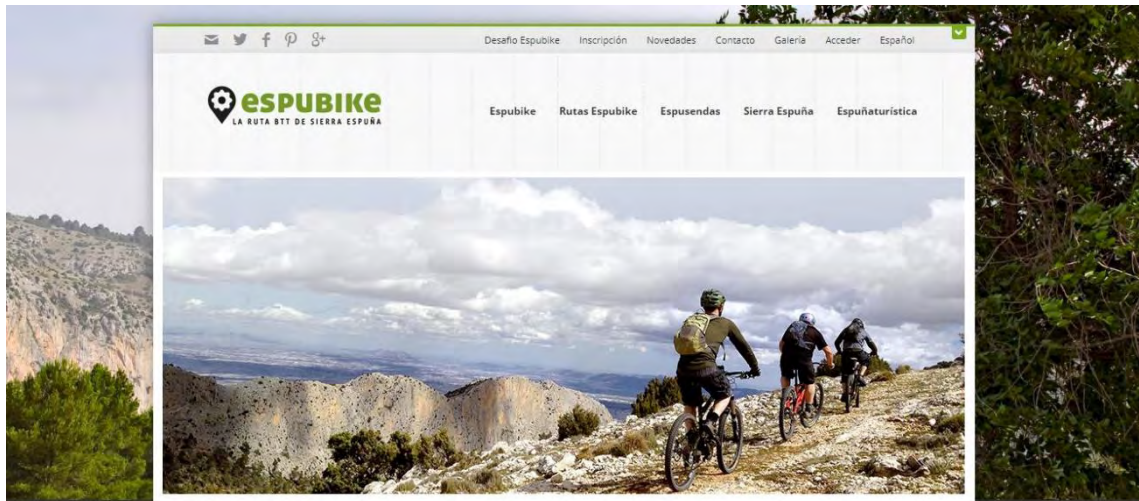 Desafio Espubike Inscripción Novedades Contacto Galería Acceder Español
espubike
LA RUTA BTT DE SIERRA ESPUÑA
Espubike Rutas Espubike Espusendas Sierra Espuña Espuñaturística